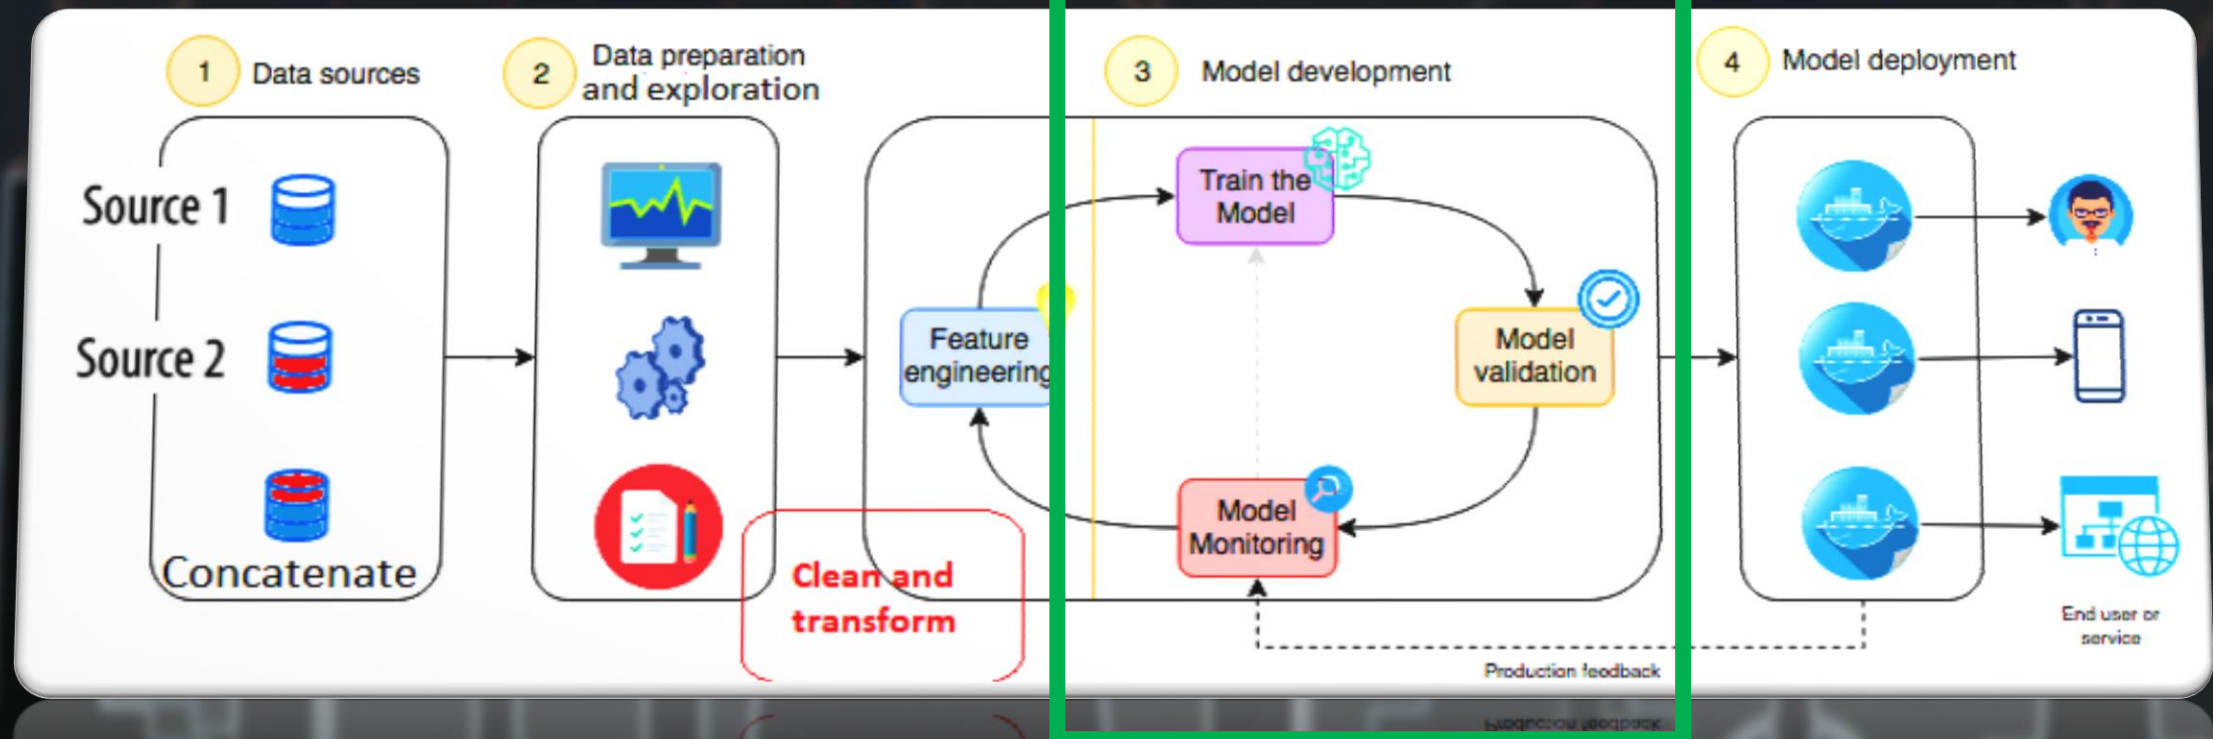 1
Data sources
2
Data preparation
and exploration
3
Model development
4
Model deployment
Source 1
Source 2
Concatenate
Clean and
transform
Feature
engineering
Train the
Model
Model
validation
Model
Monitoring
Production feedback
End user or
service